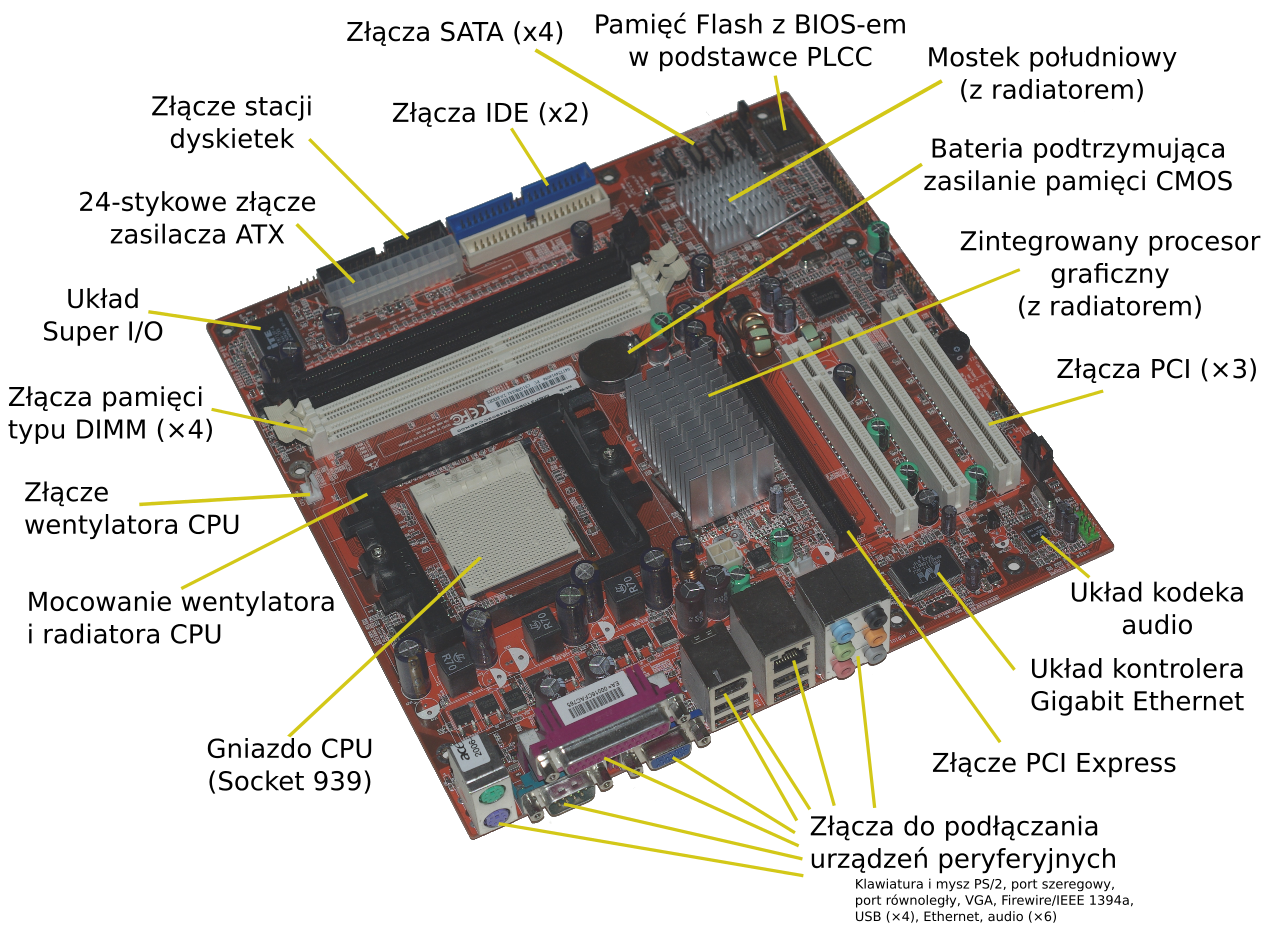 Złącza SATA (x4)
Pamięć Flash z BIOS-em
w podstawce PLCC
Mostek południowy
(z radiatorem)
Złącze stacji
dyskietek
Złącza IDE (x2)
Bateria podtrzymująca
zasilanie pamięci CMOS
24-stykowe złącze
zasilacza ATX
Zintegrowany procesor
graficzny
(z radiatorem)
Układ
Super I/O
Złącza PCI (×3)
Złącza pamięci
typu DIMM (×4)
Złącze
wentylatora CPU
Mocowanie wentylatora
i radiatora CPU
Układ kodeka
audio
Układ kontrolera
Gigabit Ethernet
Gniazdo CPU
(Socket 939)
Złącze PCI Express
Złącza do podłączania
urządzeń peryferyjnych
Klawiatura i mysz PS/2, port szeregowy,
port równoległy, VGA, Firewire/IEEE 1394a,
USB (×4), Ethernet, audio (×6)